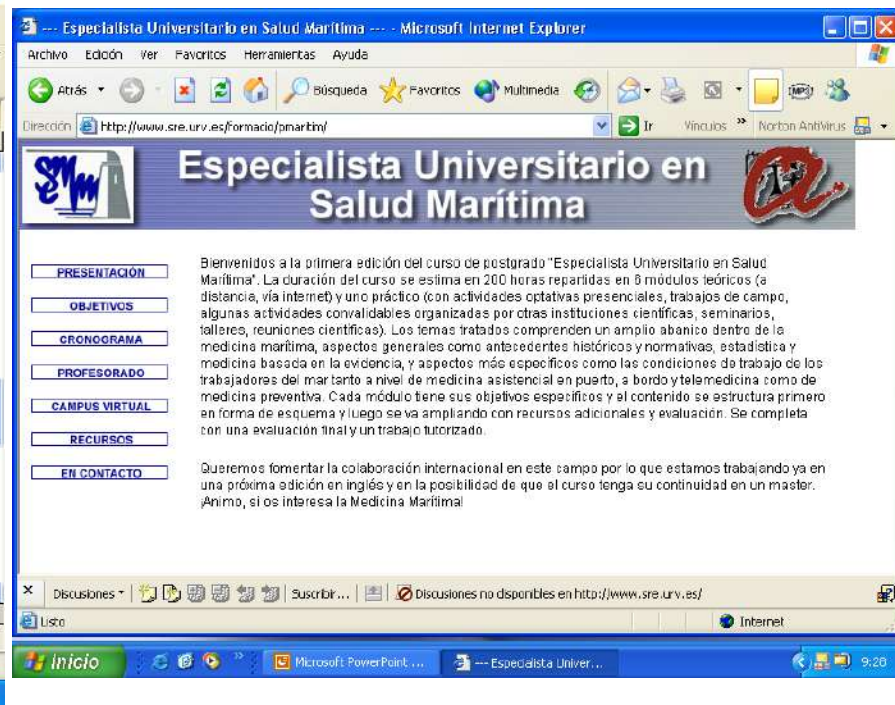 --- Especialista Universitario en Salud Marítima --- - Microsoft Internet Explorer
Archivo Edición Ver Favoritos Herramientas Ayuda
Atrás Búsqueda Favoritos Multimedia
Dirección http://www.sre.urv.es/formacio/pmaritim/ Ir Vínculos » Norton AntiVirus
Especialista Universitario en
Salud Marítima
PRESENTACIÓN
OBJETIVOS
CRONOGRAMA
PROFESORADO
CAMPUS VIRTUAL
RECURSOS
EN CONTACTO
Bienvenidos a la primera edición del curso de postgrado "Especialista Universitario en Salud
Marítima". La duración del curso se estima en 200 horas repartidas en 6 módulos teóricos (a
distancia, vía internet) y uno práctico (con actividades optativas presenciales, trabajos de campo,
algunas actividades convalidables organizadas por otras instituciones científicas, seminarios,
talleres, reuniones científicas). Los temas tratados comprenden un amplio abanico dentro de la
medicina marítima, aspectos generales como antecedentes históricos y normativas, estadística y
medicina basada en la evidencia, y aspectos más específicos como las condiciones de trabajo de los
trabajadores del mar tanto a nivel de medicina asistencial en puerto, a bordo y telemedicina como de
medicina preventiva. Cada módulo tiene sus objetivos específicos y el contenido se estructura primero
en forma de esquema y luego se va ampliando con recursos adicionales y evaluación. Se completa
con una evaluación final y un trabajo tutorizado.
Queremos fomentar la colaboración internacional en este campo por lo que estamos trabajando ya en
una próxima edición en inglés y en la posibilidad de que el curso tenga su continuidad en un master.
¡Animo, si os interesa la Medicina Marítima!
Discusiones Suscribir... Discusiones no disponibles en http://www.sre.urv.es/
Listo Internet
Inicio » Microsoft PowerPoint ... --- Especialista Univer... 9:28